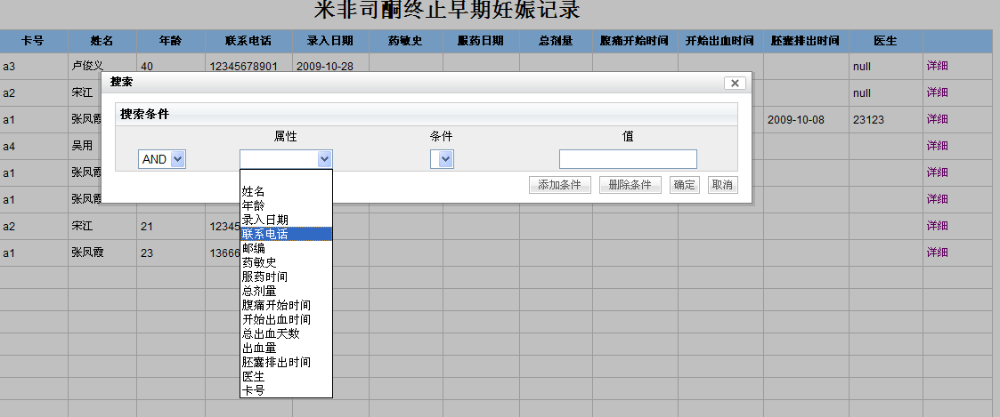 米非司酮终止早期妊娠记录
卡号 姓名 年龄 联系电话 录入日期 药敏史 服药日期 总剂量 腹痛开始时间 开始出血时间 胚囊排出时间 医生
a3 卢俊义 40 12345678901 2009-10-28 null 详细
搜索
a2 宋江 null 详细
搜索条件
a1 张凤霞 2009-10-08 23123 详细
属性 条件 值
a4 吴用 详细
AND
a1 张凤霞 详细
添加条件 删除条件 确定 取消
a1 张凤霞 详细
姓名
年龄
录入日期
a2 宋江 21 12345 详细
联系电话
邮编
a1 张凤霞 23 13666 详细
药敏史
服药时间
总剂量
腹痛开始时间
开始出血时间
总出血天数
出血量
胚囊排出时间
医生
卡号